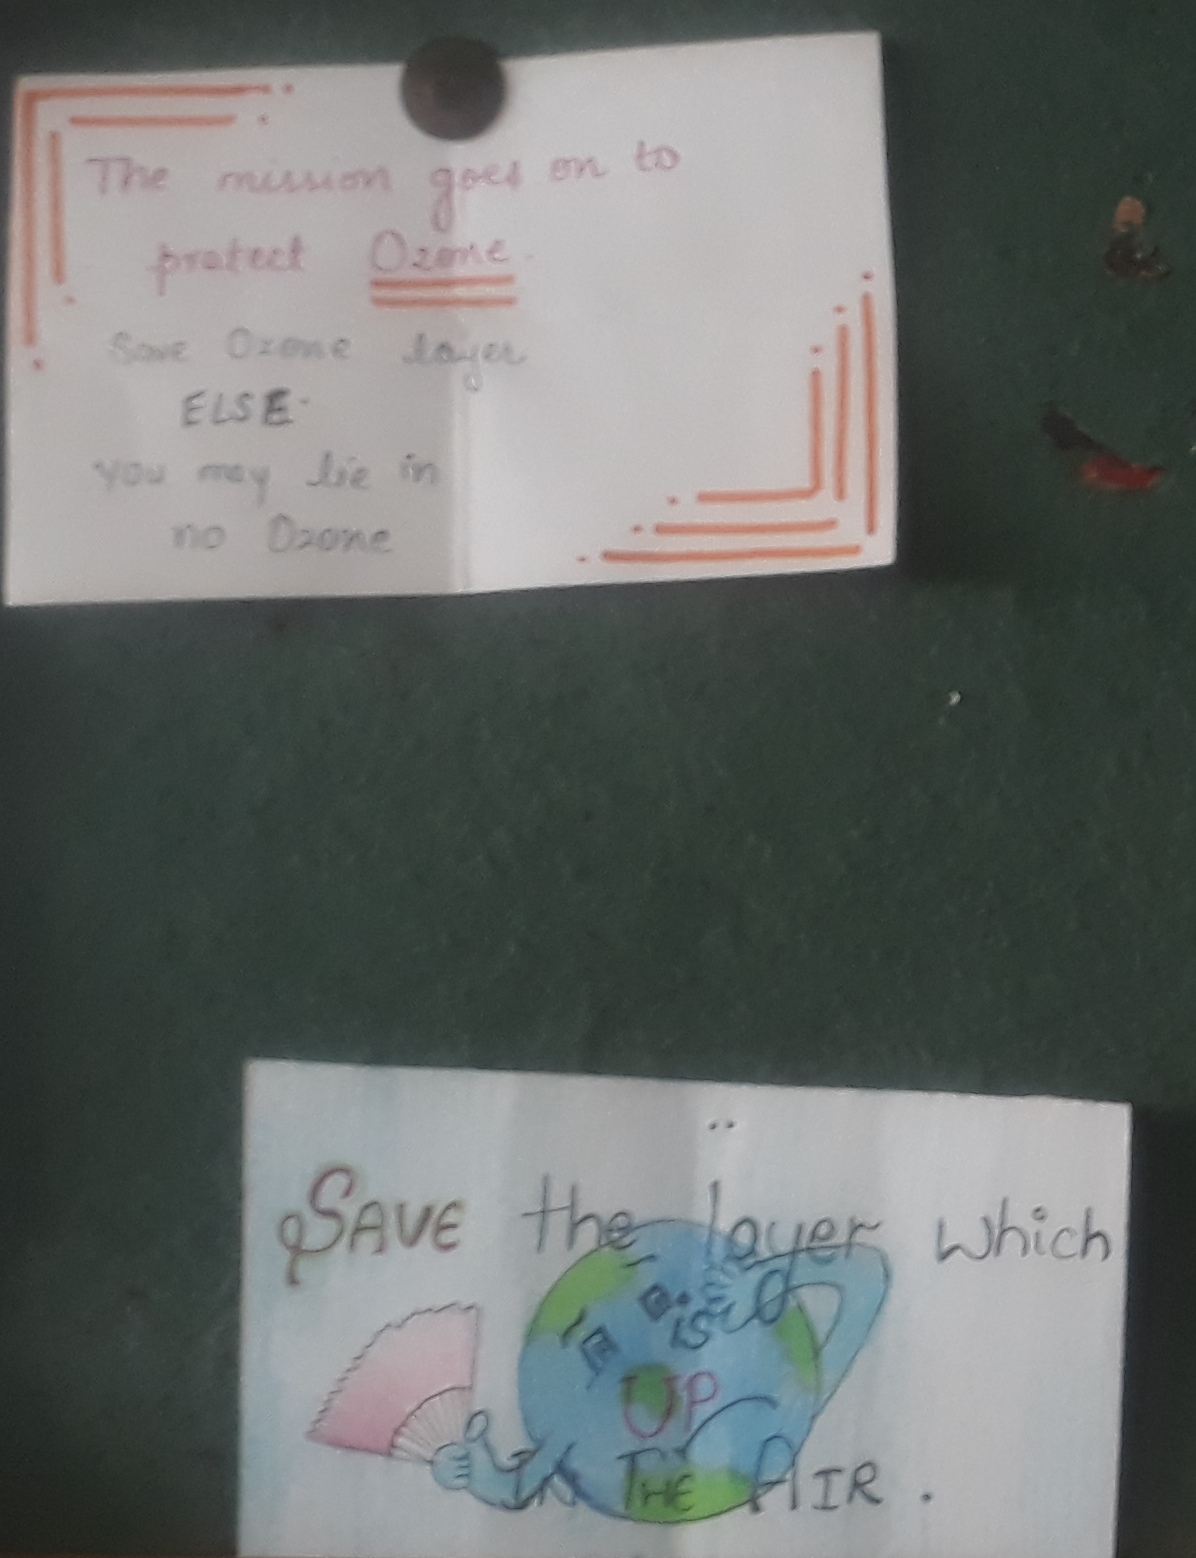 The mission goes on to
protect Ozone.
Save Ozone layer
ELSE
you may lie in
no Ozone
SAVE the layer which
is
UP
IN THE AIR.